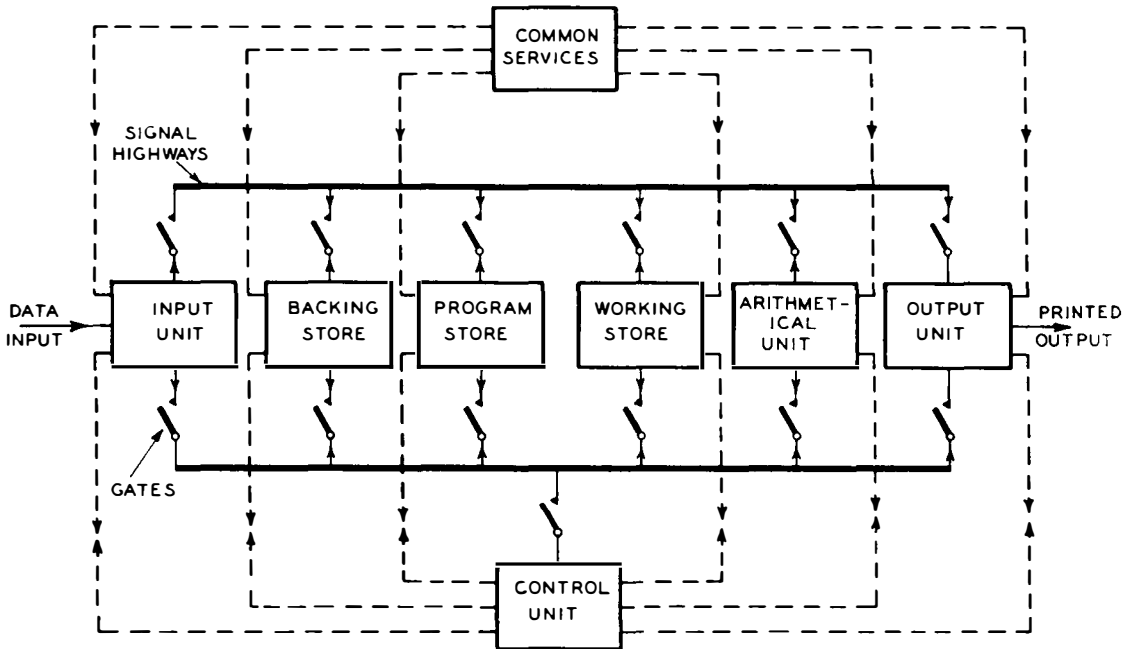 COMMON
SERVICES
SIGNAL
HIGHWAYS
DATA
INPUT
INPUT
UNIT
BACKING
STORE
PROGRAM
STORE
WORKING
STORE
ARITHMET-
ICAL
UNIT
OUTPUT
UNIT
PRINTED
OUTPUT
GATES
CONTROL
UNIT